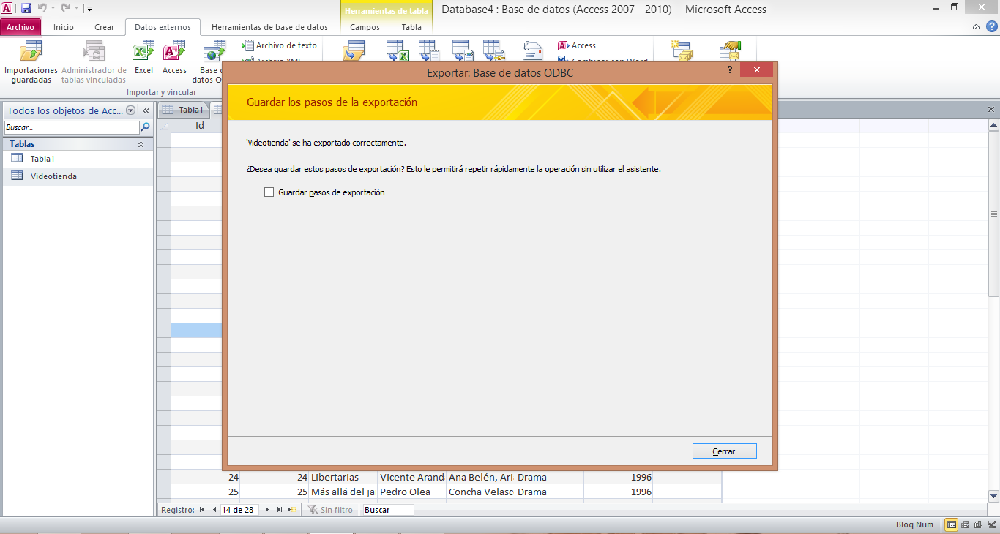 Herramientas de tabla
Database4 : Base de datos (Access 2007 - 2010) - Microsoft Access
Archivo
Inicio
Crear
Datos externos
Herramientas de base de datos
Campos
Tabla
Importaciones
guardadas
Administrador de
tablas vinculadas
Excel
Access
Base
datos O
Archivo de texto
Archivo XML
Access
Combinar con Word
Importar y vincular
Exportar: Base de datos ODBC
Guardar los pasos de la exportación
'Videotienda' se ha exportado correctamente.
¿Desea guardar estos pasos de exportación? Esto le permitirá repetir rápidamente la operación sin utilizar el asistente.
Guardar pasos de exportación
Cerrar
Todos los objetos de Acc...
Buscar...
Tablas
Tabla1
Videotienda
Tabla1
Id
24 24 Libertarias Vicente Arand Ana Belén, Ari Drama 1996
25 25 Más allá del jar Pedro Olea Concha Velasc Drama 1996
Registro: 14 de 28 Sin filtro Buscar
Bloq Num